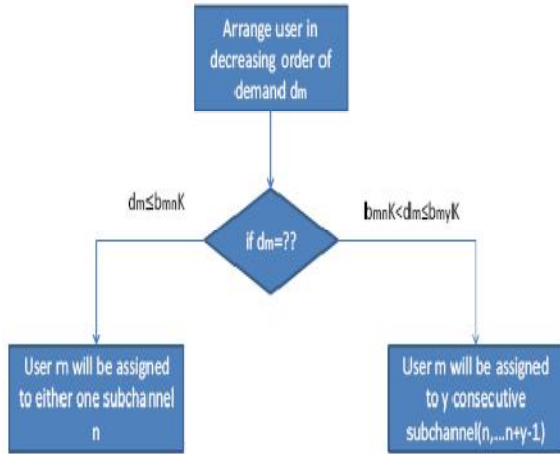 Arrange user in
decreasing order of
demand dm
dm≤bmnK
bmnK<dm≤bmyK
if dm=??
User m will be assigned
to either one subchannel
n
User m will be assigned
to y consecutive
subchannel(n,...n+y-1)